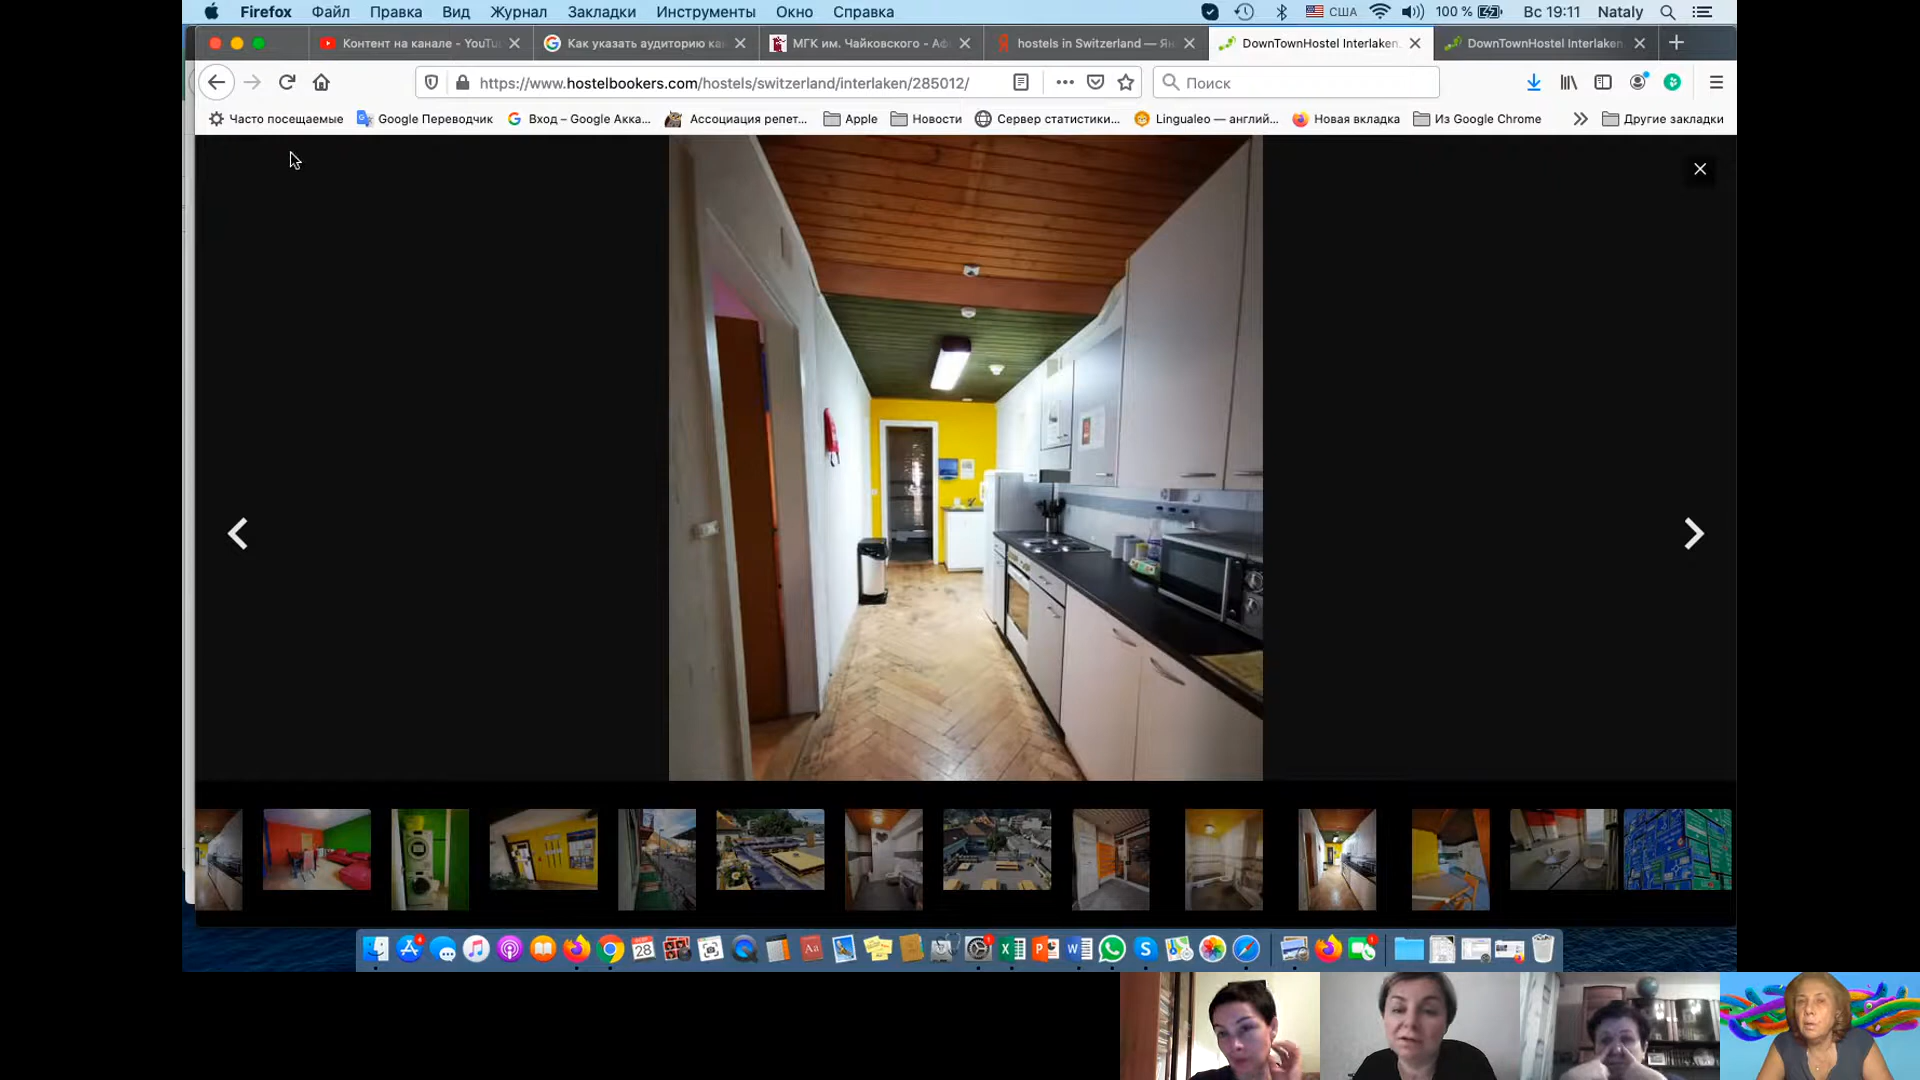 Firefox Файл Правка Вид Журнал Закладки Инструменты Окно Справка США 100 % Вс 19:11 Nataly
Контент на канале - YouTu Как указать аудиторию ка МГК им. Чайковского - Аф hostels in Switzerland — Ян DownTownHostel Interlaken DownTownHostel Interlaken
https://www.hostelbookers.com/hostels/switzerland/interlaken/285012/ Поиск
Часто посещаемые Google Переводчик Вход – Google Акка... Ассоциация репет... Apple Новости Сервер статистики... Lingualeo — англий... Новая вкладка Из Google Chrome Другие закладки
28